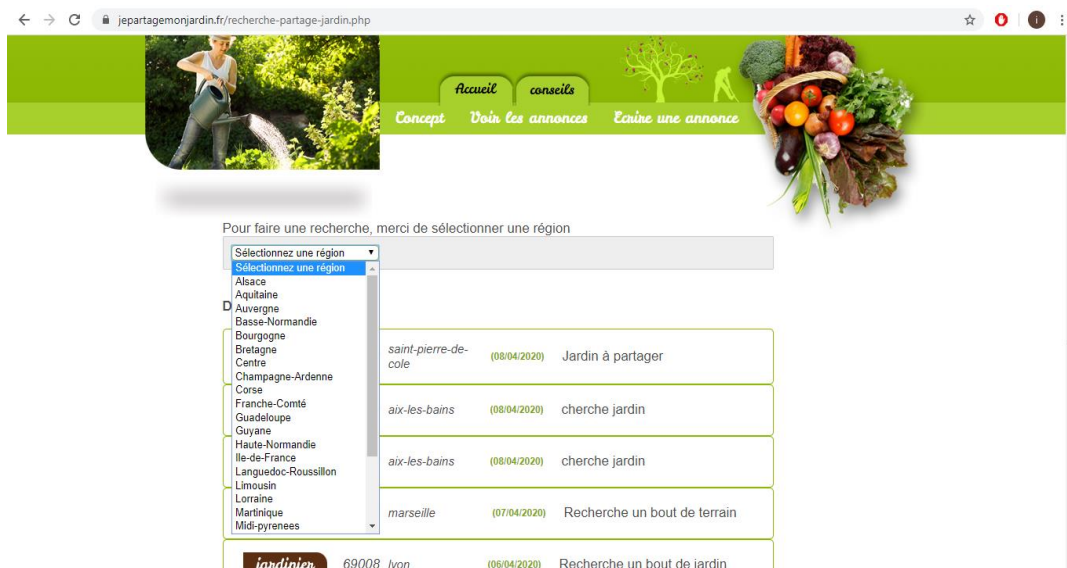 jepartagemonjardin.fr/recherche-partage-jardin.php
i
Accueil conseils
Concept Voir les annonces Ecrire une annonce
Pour faire une recherche, merci de sélectionner une région
Sélectionnez une région
Sélectionnez une région
Alsace
Aquitaine
Auvergne
Basse-Normandie
Bourgogne
Bretagne
Centre
Champagne-Ardenne
Corse
Franche-Comté
Guadeloupe
Guyane
Haute-Normandie
Ile-de-France
Languedoc-Roussillon
Limousin
Lorraine
Martinique
Midi-pyrenees
D
saint-pierre-de-
cole (08/04/2020) Jardin à partager
aix-les-bains (08/04/2020) cherche jardin
aix-les-bains (08/04/2020) cherche jardin
marseille (07/04/2020) Recherche un bout de terrain
jardinier 69008 lyon (06/04/2020) Recherche un bout de jardin